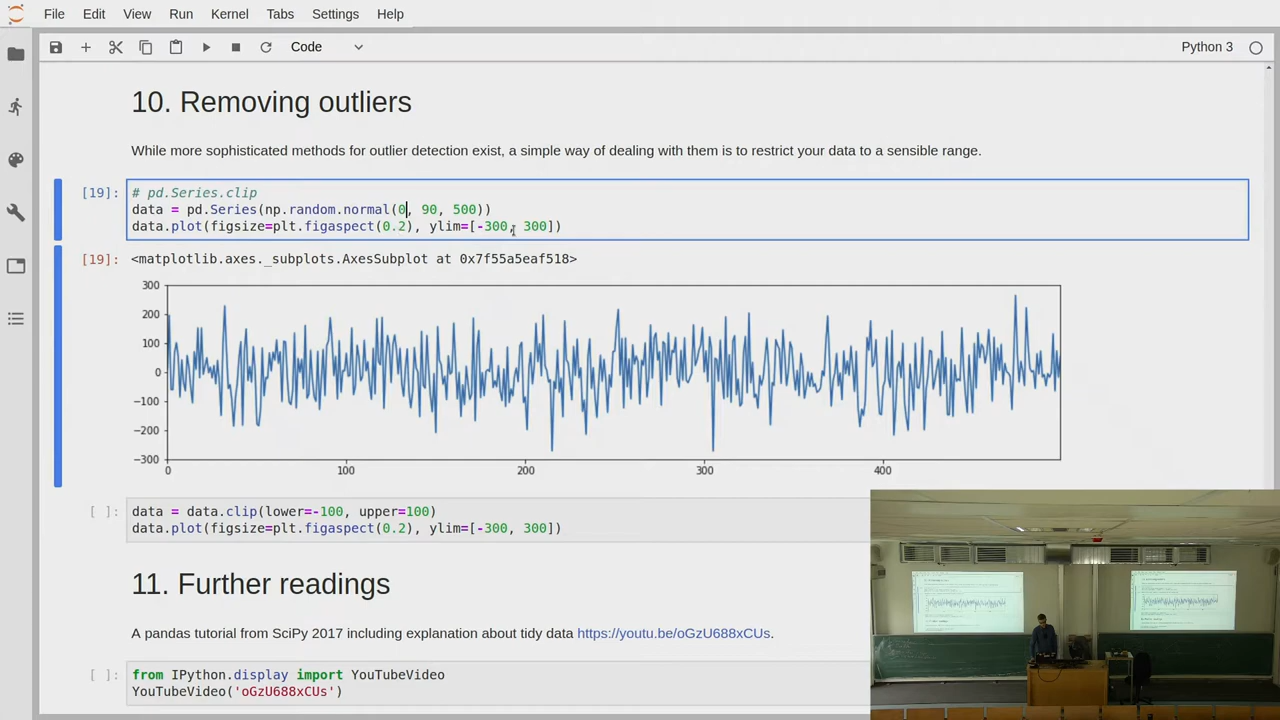 File Edit View Run Kernel Tabs Settings Help
Code
Python 3
10. Removing outliers
While more sophisticated methods for outlier detection exist, a simple way of dealing with them is to restrict your data to a sensible range.
[19]: # pd.Series.clip
data = pd.Series(np.random.normal(0, 90, 500))
data.plot(figsize=plt.figaspect(0.2), ylim=[-300, 300])
[19]: <matplotlib.axes._subplots.AxesSubplot at 0x7f55a5eaf518>
300
200
100
0
−100
−200
−300
0 100 200 300 400
[ ]: data = data.clip(lower=-100, upper=100)
data.plot(figsize=plt.figaspect(0.2), ylim=[-300, 300])
11. Further readings
A pandas tutorial from SciPy 2017 including explanation about tidy data https://youtu.be/oGzU688xCUs.
[ ]: from IPython.display import YouTubeVideo
YouTubeVideo('oGzU688xCUs')